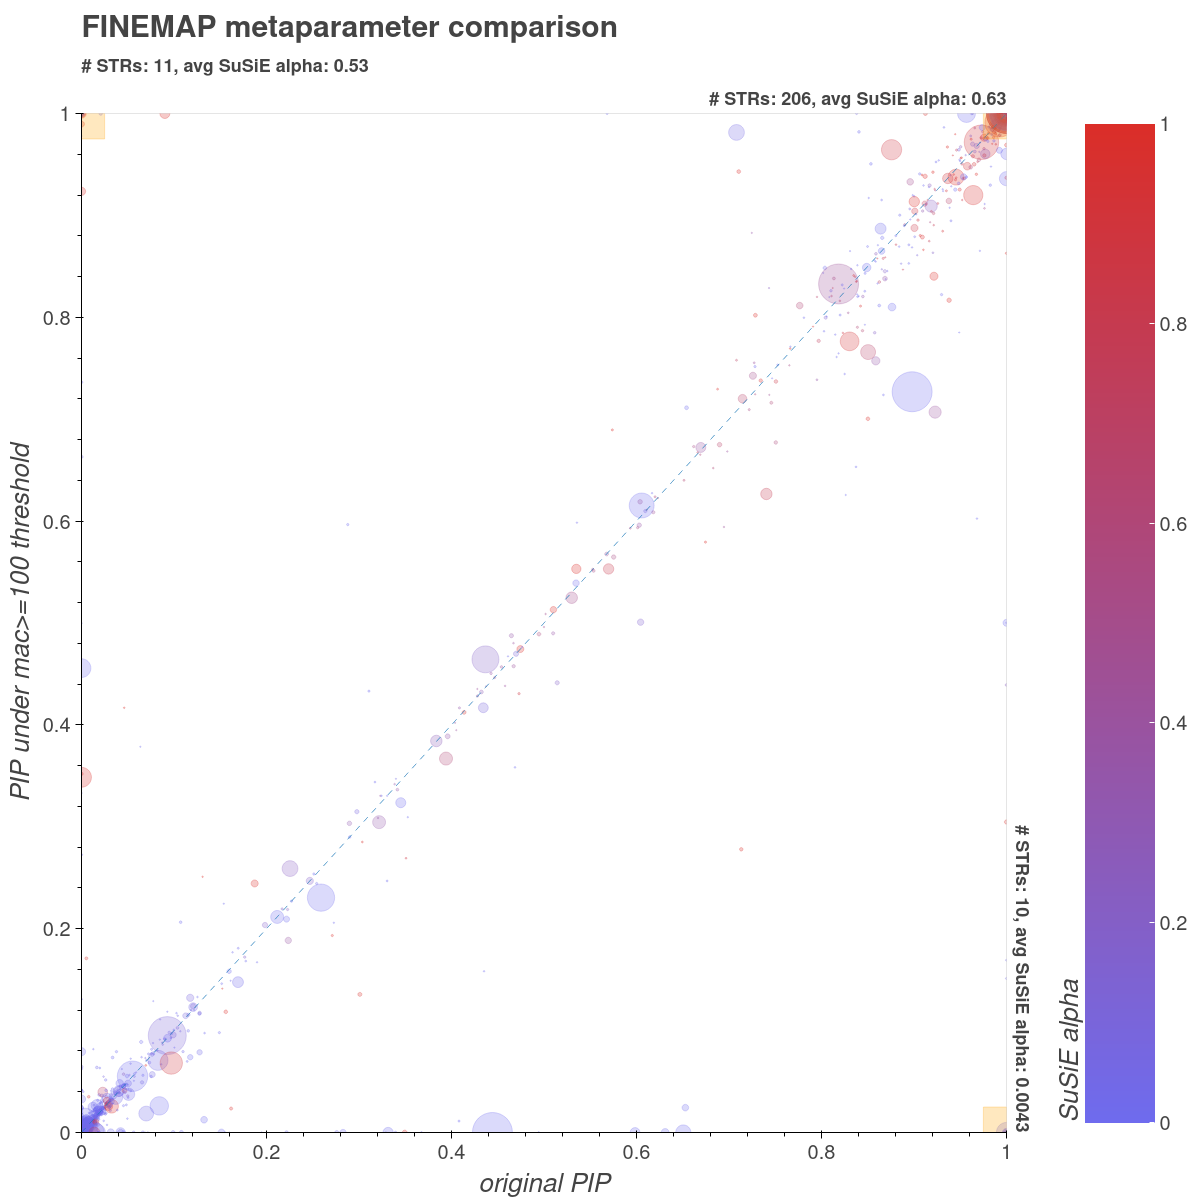 FINEMAP metaparameter comparison
# STRs: 11, avg SuSiE alpha: 0.53
# STRs: 206, avg SuSiE alpha: 0.63
1
0.8
0.6
0.4
0.2
0
PIP under mac>=100 threshold
0
0.2
0.4
0.6
0.8
1
original PIP
# STRs: 10, avg SuSiE alpha: 0.0043
SuSiE alpha
1
0.8
0.6
0.4
0.2
0